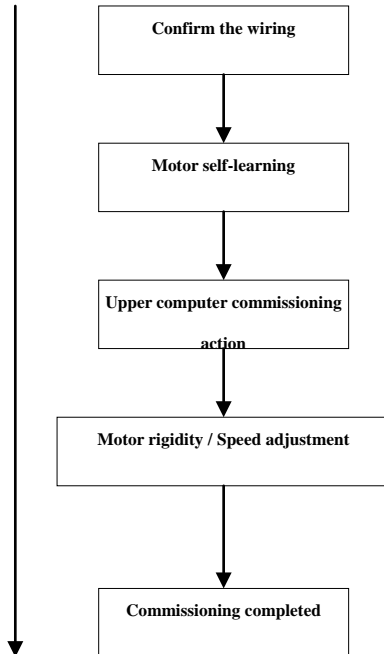 Confirm the wiring
Motor self-learning
Upper computer commissioning
action
Motor rigidity / Speed adjustment
Commissioning completed